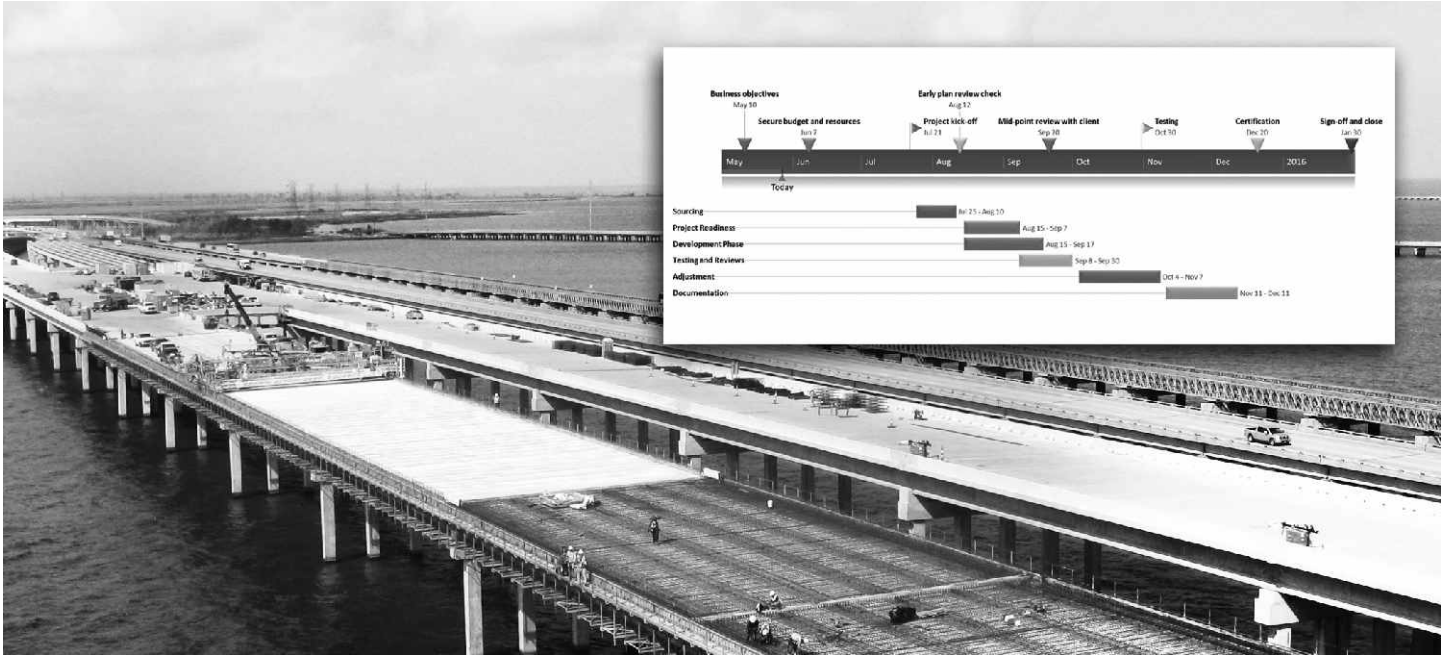 Business objectives
May 10
Early plan review check
Aug 12
Secure budget and resources
Jun 7
Project kick-off
Jul 21
Mid-point review with client
Sep 20
Testing
Oct 30
Certification
Dec 20
Sign-off and close
Jan 30
May Jun Jul Aug Sep Oct Nov Dec 2016
Today
Sourcing Jul 25 - Aug 10
Project Readiness Aug 15 - Sep 7
Development Phase Aug 15 - Sep 17
Testing and Reviews Sep 8 - Sep 30
Adjustment Oct 4 - Nov 7
Documentation Nov 11 - Dec 11